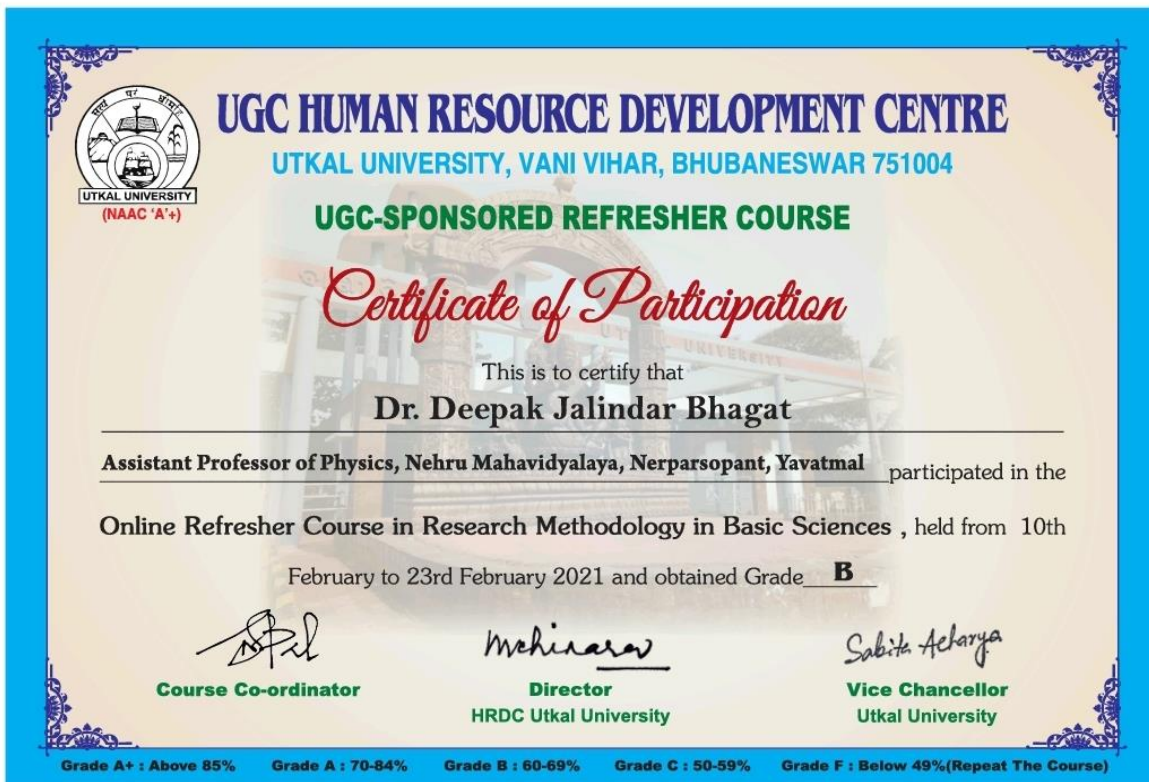 सत्य पर धीमहि
UTKAL UNIVERSITY
(NAAC 'A'+)
UGC HUMAN RESOURCE DEVELOPMENT CENTRE
UTKAL UNIVERSITY, VANI VIHAR, BHUBANESWAR 751004
UGC-SPONSORED REFRESHER COURSE
Certificate of Participation
This is to certify that
Dr. Deepak Jalindar Bhagat
Assistant Professor of Physics, Nehru Mahavidyalaya, Nerparsopant, Yavatmal participated in the
Online Refresher Course in Research Methodology in Basic Sciences , held from 10th
February to 23rd February 2021 and obtained Grade B
Sabita Acharya
Course Co-ordinator Director Vice Chancellor
HRDC Utkal University Utkal University
Grade A+ : Above 85% Grade A : 70-84% Grade B : 60-69% Grade C : 50-59% Grade F : Below 49%(Repeat The Course)